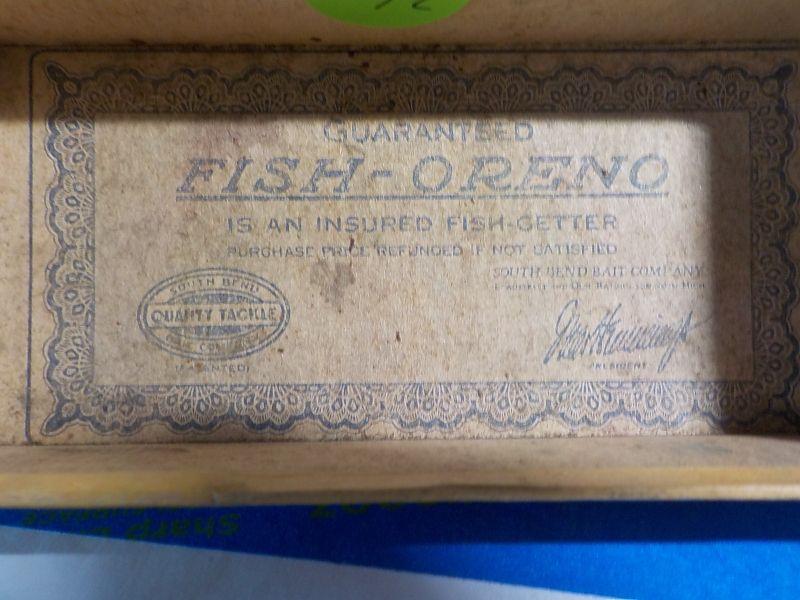 GUARANTEED
FISH-ORENO
IS AN INSURED FISH-GETTER
PURCHASE PRICE REFUNDED IF NOT SATISFIED
SOUTH BEND BAIT COMPANY
SOUTH BEND
QUALITY TACKLE
PRESIDENT
Sharp